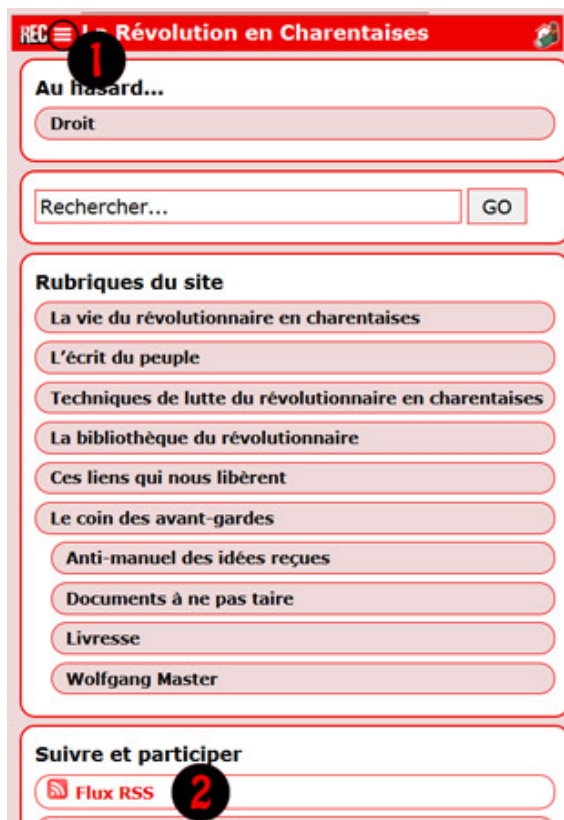 REC La Révolution en Charentaises
1
Au hasard...
Droit
Rechercher... GO
Rubriques du site
La vie du révolutionnaire en charentaises
L'écrit du peuple
Techniques de lutte du révolutionnaire en charentaises
La bibliothèque du révolutionnaire
Ces liens qui nous libèrent
Le coin des avant-gardes
Anti-manuel des idées reçues
Documents à ne pas taire
Livresse
Wolfgang Master
Suivre et participer
Flux RSS 2